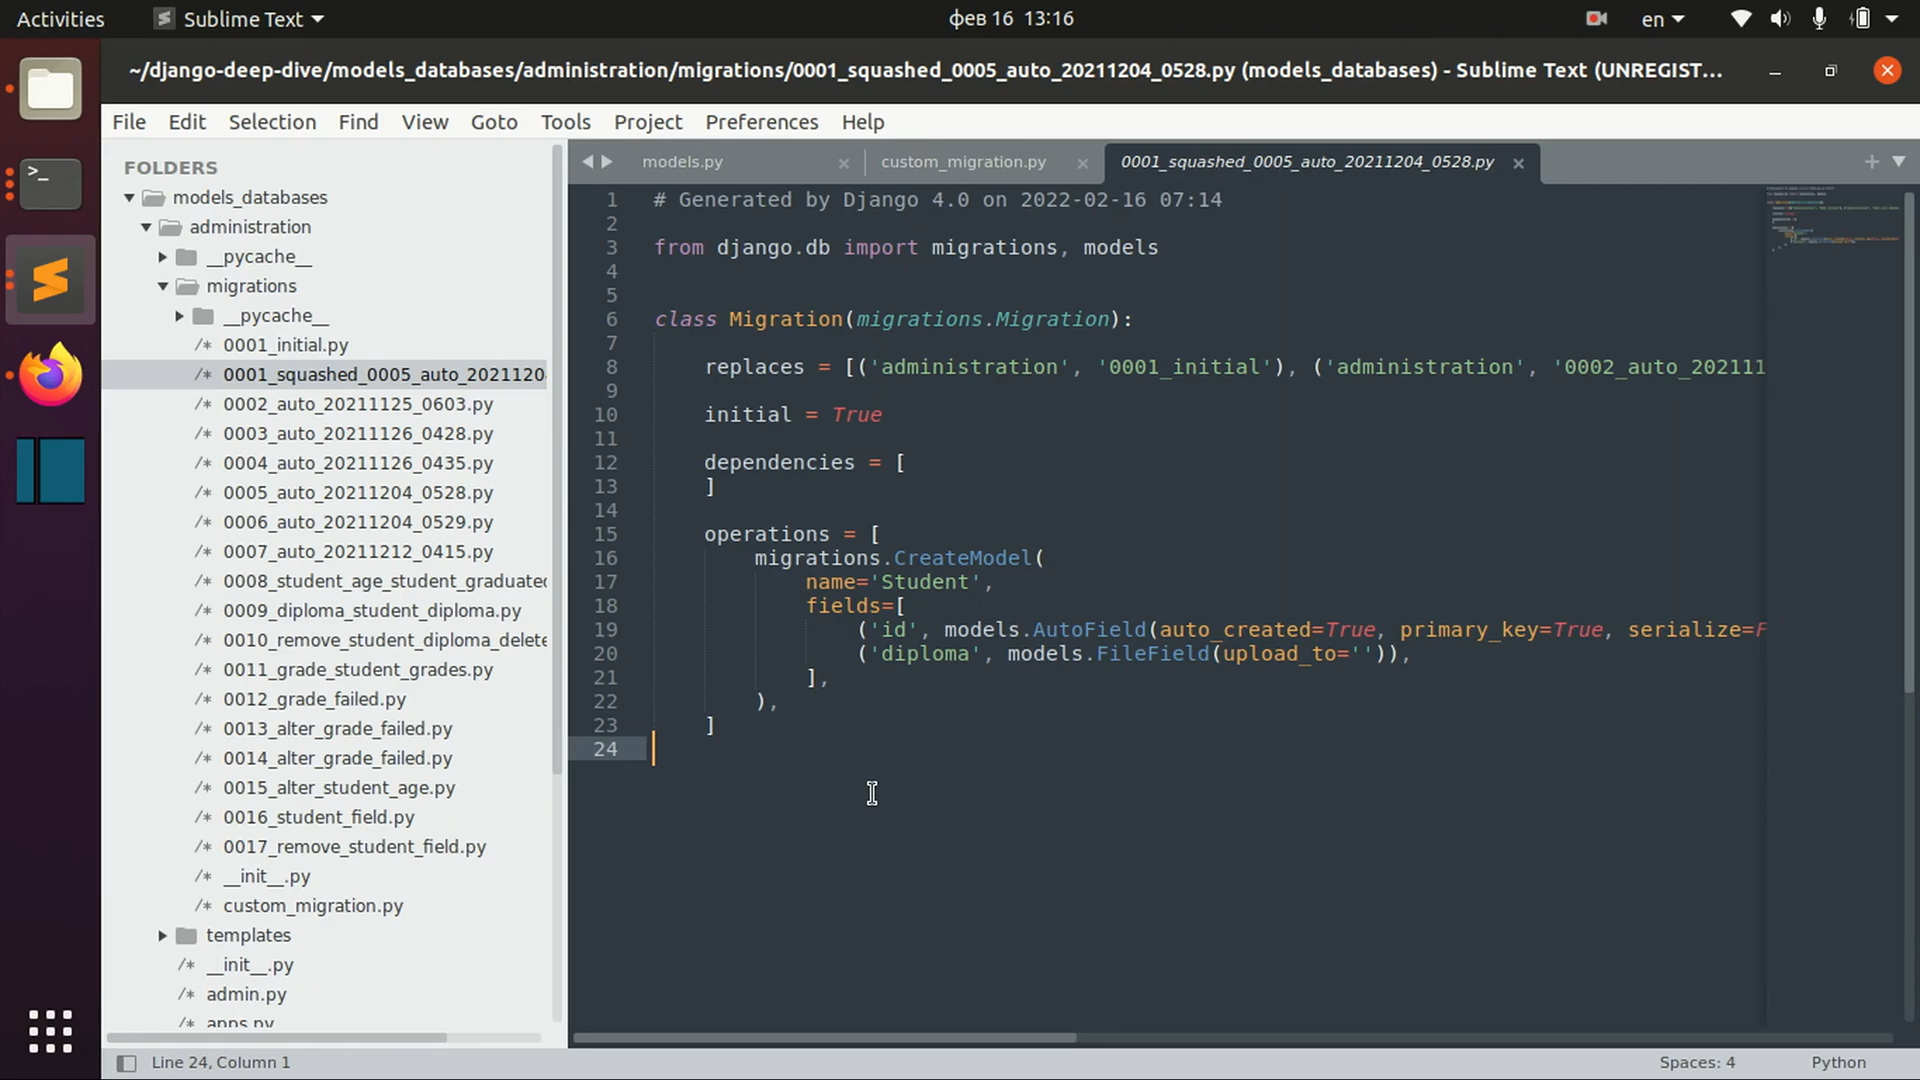 Activities
Sublime Text
фев 16 13:16
en
~/django-deep-dive/models_databases/administration/migrations/0001_squashed_0005_auto_20211204_0528.py (models_databases) - Sublime Text (UNREGIST...
File Edit Selection Find View Goto Tools Project Preferences Help
FOLDERS
models_databases
administration
__pycache__
migrations
__pycache__
/* 0001_initial.py
/* 0001_squashed_0005_auto_2021120
/* 0002_auto_20211125_0603.py
/* 0003_auto_20211126_0428.py
/* 0004_auto_20211126_0435.py
/* 0005_auto_20211204_0528.py
/* 0006_auto_20211204_0529.py
/* 0007_auto_20211212_0415.py
/* 0008_student_age_student_graduated
/* 0009_diploma_student_diploma.py
/* 0010_remove_student_diploma_delete
/* 0011_grade_student_grades.py
/* 0012_grade_failed.py
/* 0013_alter_grade_failed.py
/* 0014_alter_grade_failed.py
/* 0015_alter_student_age.py
/* 0016_student_field.py
/* 0017_remove_student_field.py
/* __init__.py
/* custom_migration.py
templates
/* __init__.py
/* admin.py
/* apps.py
models.py
custom_migration.py
0001_squashed_0005_auto_20211204_0528.py
1 # Generated by Django 4.0 on 2022-02-16 07:14
2
3 from django.db import migrations, models
4
5
6 class Migration(migrations.Migration):
7
8 replaces = [('administration', '0001_initial'), ('administration', '0002_auto_202111
9
10 initial = True
11
12 dependencies = [
13 ]
14
15 operations = [
16 migrations.CreateModel(
17 name='Student',
18 fields=[
19 ('id', models.AutoField(auto_created=True, primary_key=True, serialize=F
20 ('diploma', models.FileField(upload_to='')),
21 ],
22 ),
23 ]
24
Line 24, Column 1
Spaces: 4
Python